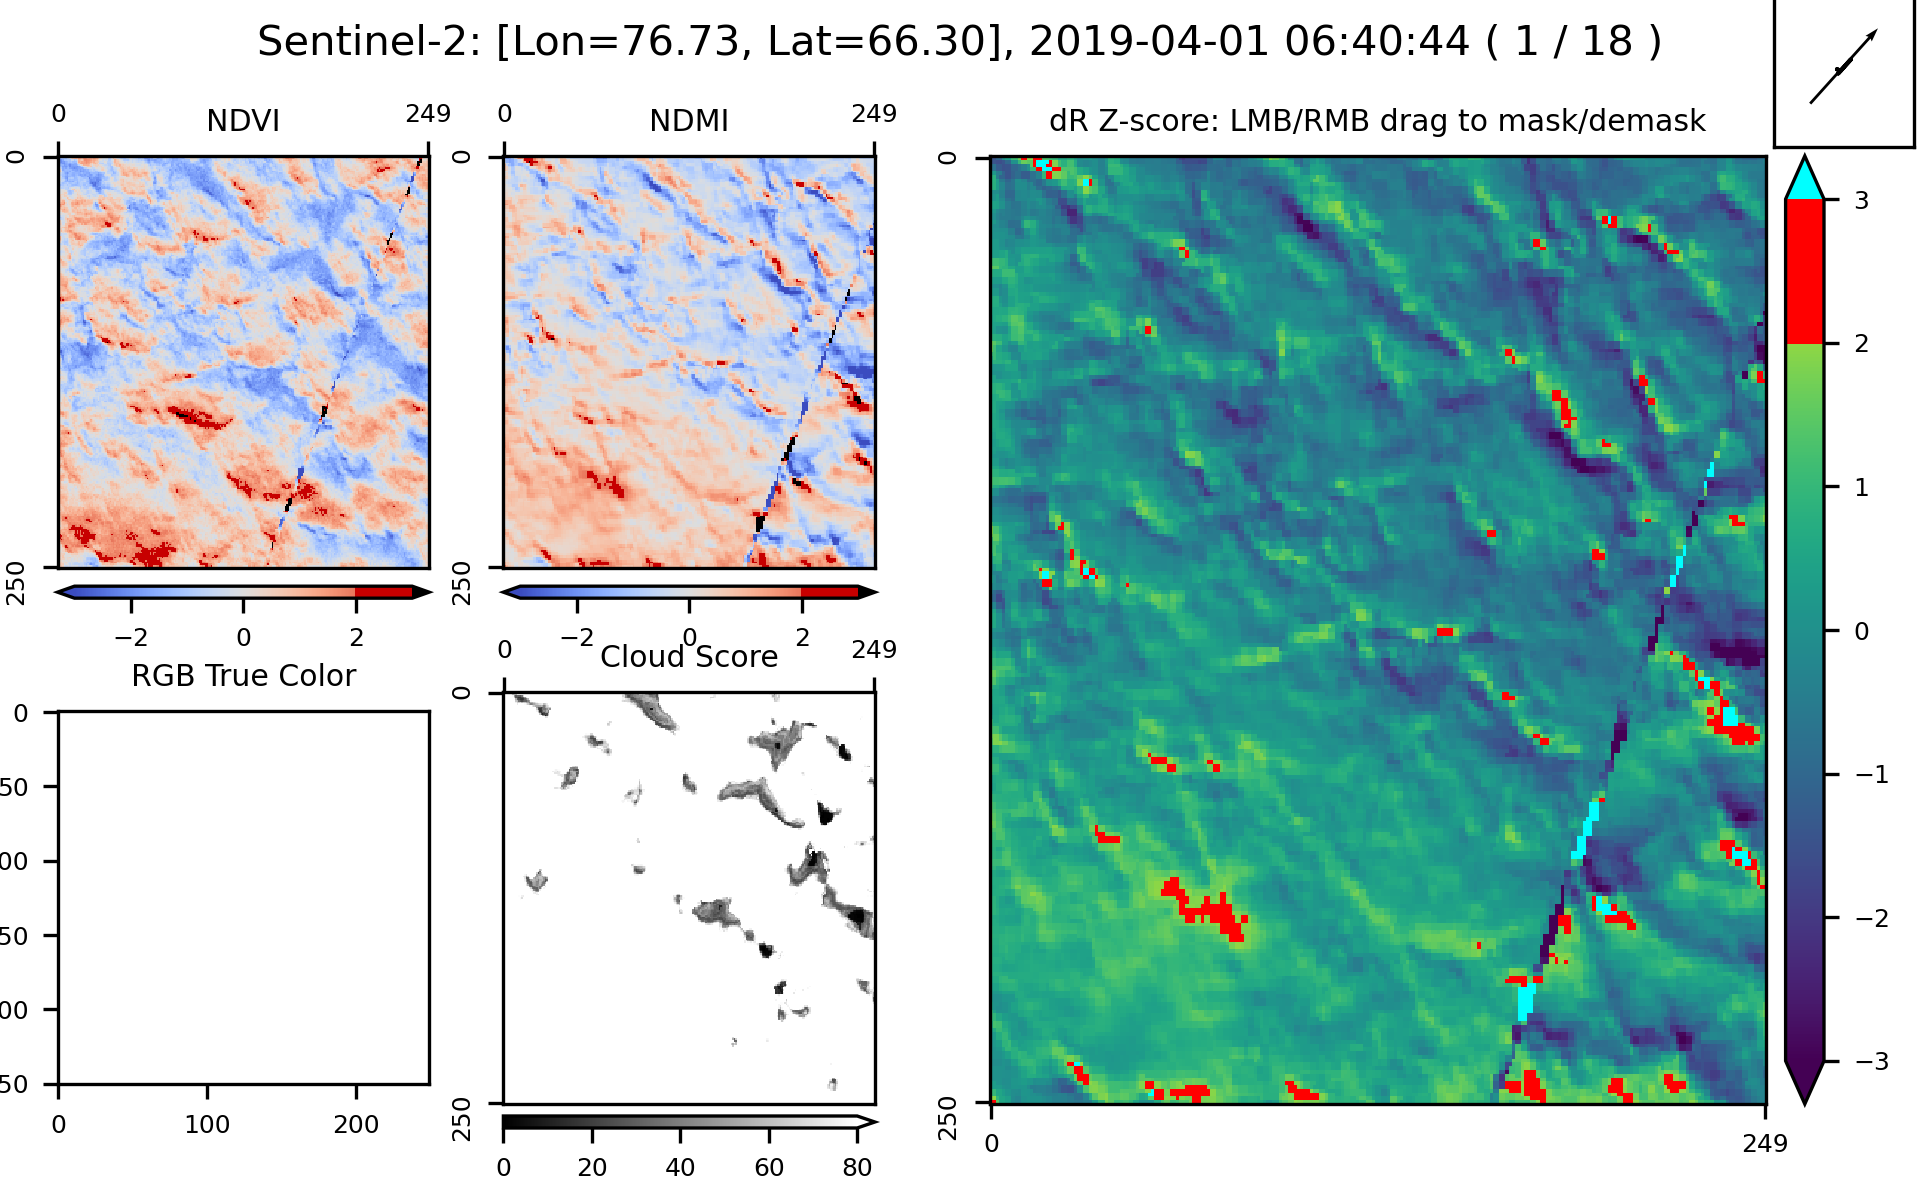 Sentinel-2: [Lon=76.73, Lat=66.30], 2019-04-01 06:40:44 ( 1 / 18 )
0 NDVI 249
0 NDMI 249
dR Z-score: LMB/RMB drag to mask/demask
0
250
−2 0 2
0
250
−2 0 2
RGB True Color
0
50
00
50
00
50
0 100 200
0 Cloud Score 249
0
250
0 20 40 60 80
0
250
0 249
3
2
1
0
−1
−2
−3